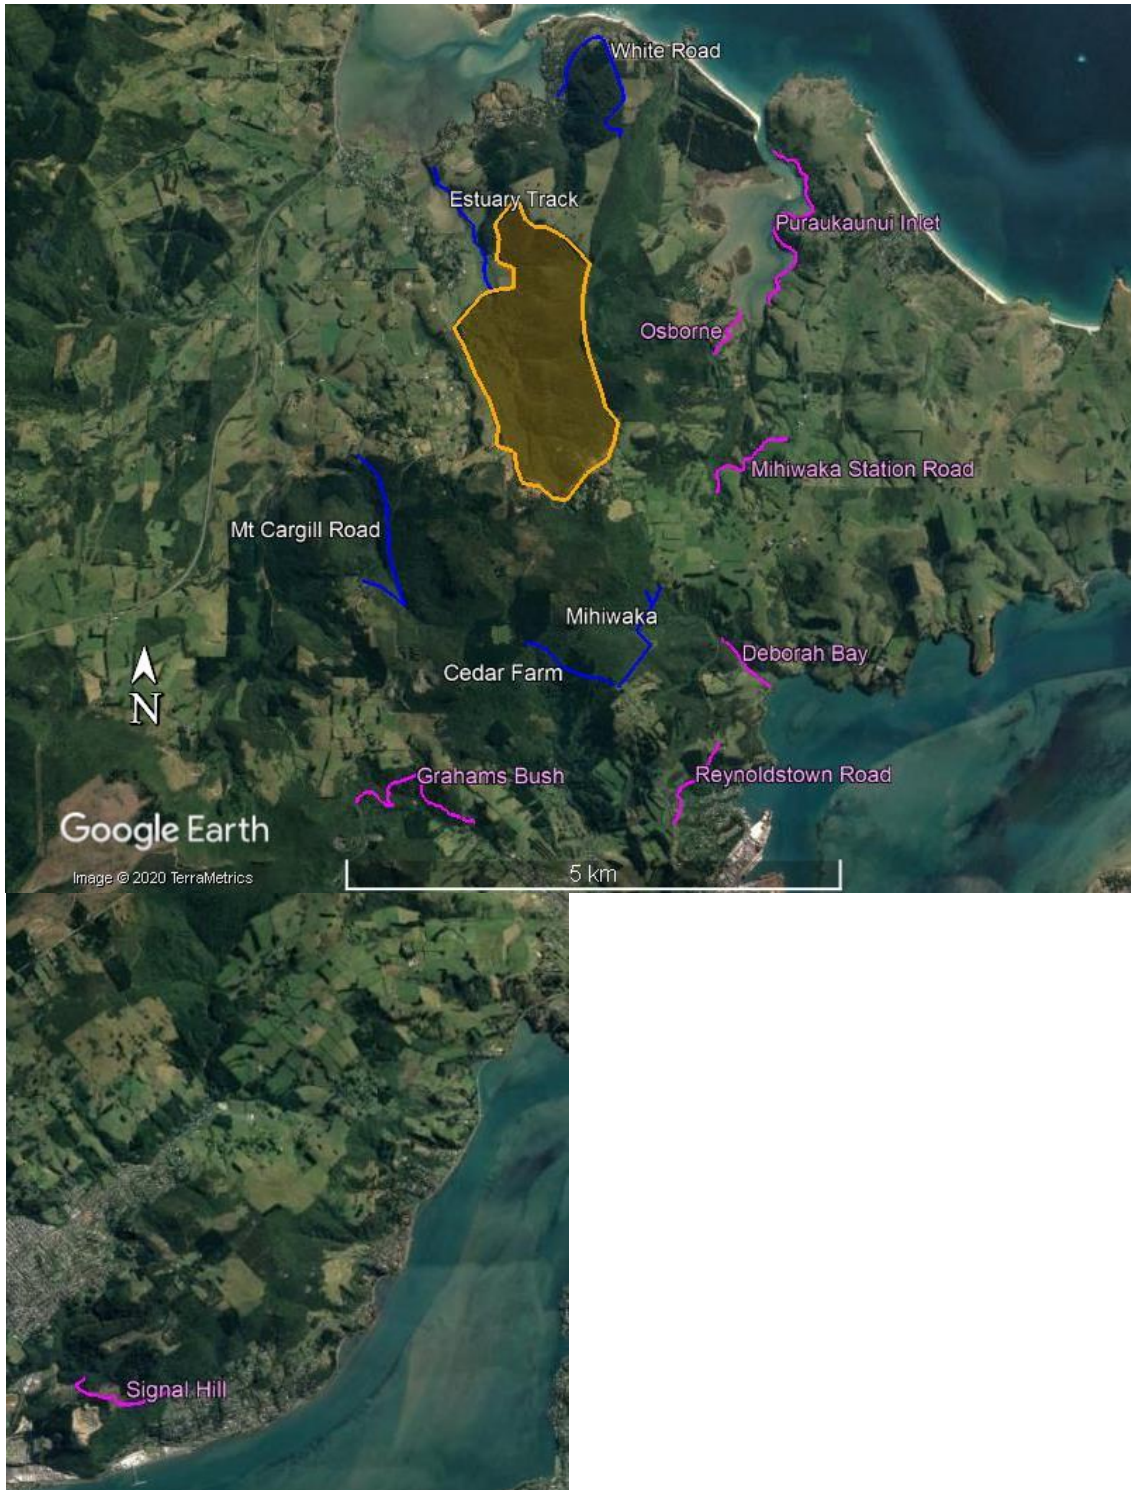 White Road
Estuary Track
Puraukaunui Inlet
Osborne
Mihiwaka Station Road
Mt Cargill Road
Mihiwaka
Deborah Bay
Cedar Farm
N
Grahams Bush
Reynoldstown Road
Google Earth
5 km
Image © 2020 TerraMetrics
Signal Hill